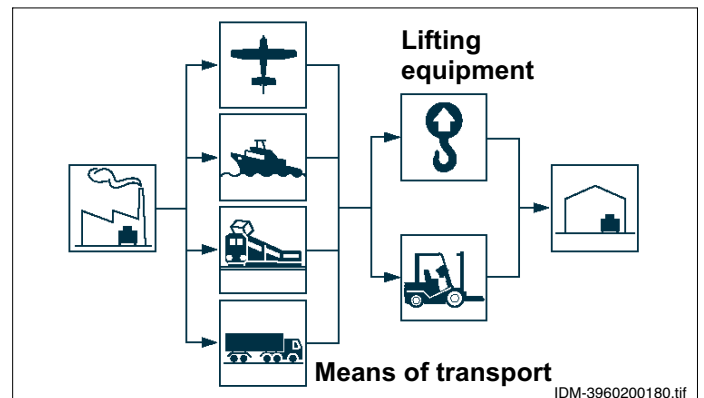 Lifting
equipment
Means of transport
IDM-3960200180.tif